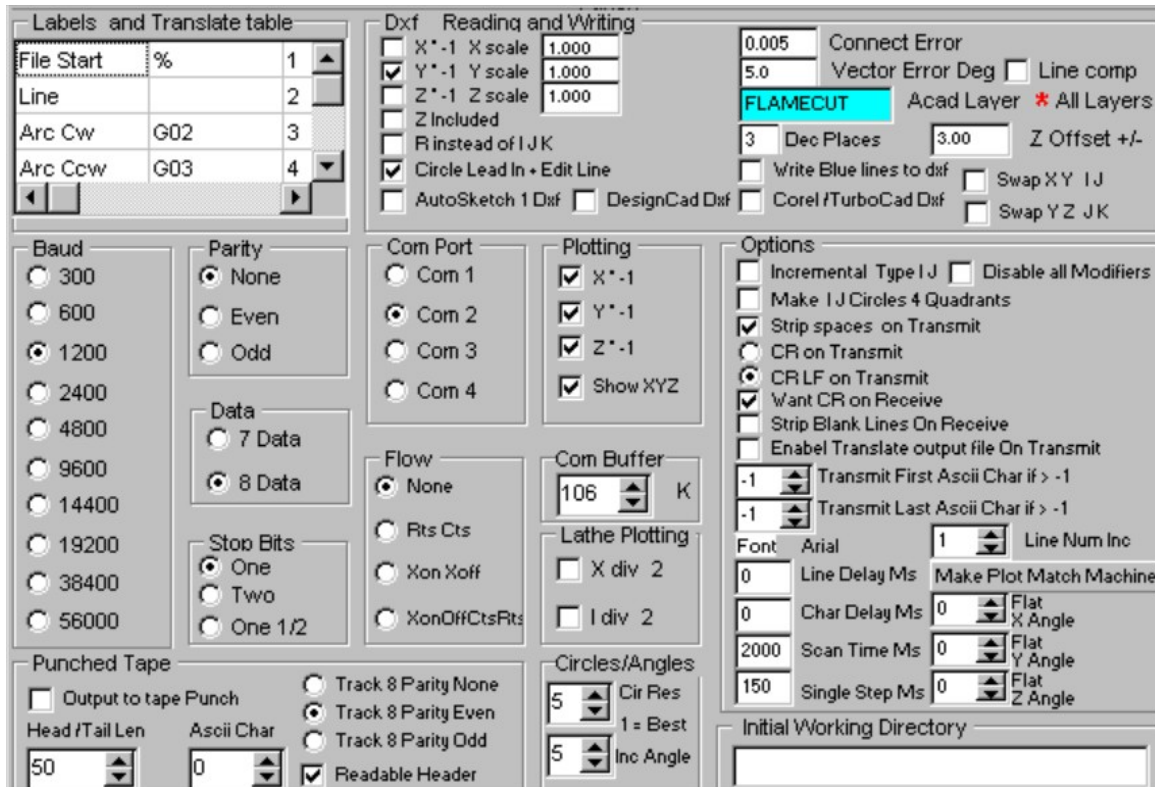 Labels and Translate table
File Start % 1
Line 2
Arc Cw G02 3
Arc Ccw G03 4
Dxf Reading and Writing
X*-1 X scale 1.000
Y*-1 Y scale 1.000
Z*-1 Z scale 1.000
Z Included
R instead of I J K
Circle Lead In + Edit Line
AutoSketch 1 Dxf DesignCad Dxf Corel /TurboCad Dxf
0.005 Connect Error
5.0 Vector Error Deg Line comp
FLAMECUT Acad Layer * All Layers
3 Dec Places 3.00 Z Offset +/-
Write Blue lines to dxf
Swap X Y I J
Swap Y Z J K
Baud
300
600
1200
2400
4800
9600
14400
19200
38400
56000
Parity
None
Even
Odd
Data
7 Data
8 Data
Stop Bits
One
Two
One 1/2
Com Port
Com 1
Com 2
Com 3
Com 4
Flow
None
Rts Cts
Xon Xoff
XonOffCtsRts
Plotting
X*-1
Y*-1
Z*-1
Show XYZ
Com Buffer
106 K
Lathe Plotting
X div 2
I div 2
Options
Incremental Type I J Disable all Modifiers
Make I J Circles 4 Quadrants
Strip spaces on Transmit
CR on Transmit
CR LF on Transmit
Want CR on Receive
Strip Blank Lines On Receive
Enabel Translate output file On Transmit
-1 Transmit First Ascii Char if > -1
-1 Transmit Last Ascii Char if > -1
Font Arial 1 Line Num Inc
0 Line Delay Ms Make Plot Match Machine
0 Char Delay Ms 0 Flat X Angle
2000 Scan Time Ms 0 Flat Y Angle
150 Single Step Ms 0 Flat Z Angle
Punched Tape
Output to tape Punch
Head /Tail Len Ascii Char
50 0
Track 8 Parity None
Track 8 Parity Even
Track 8 Parity Odd
Readable Header
Circles/Angles
5 Cir Res
1 = Best
5 Inc Angle
Initial Working Directory